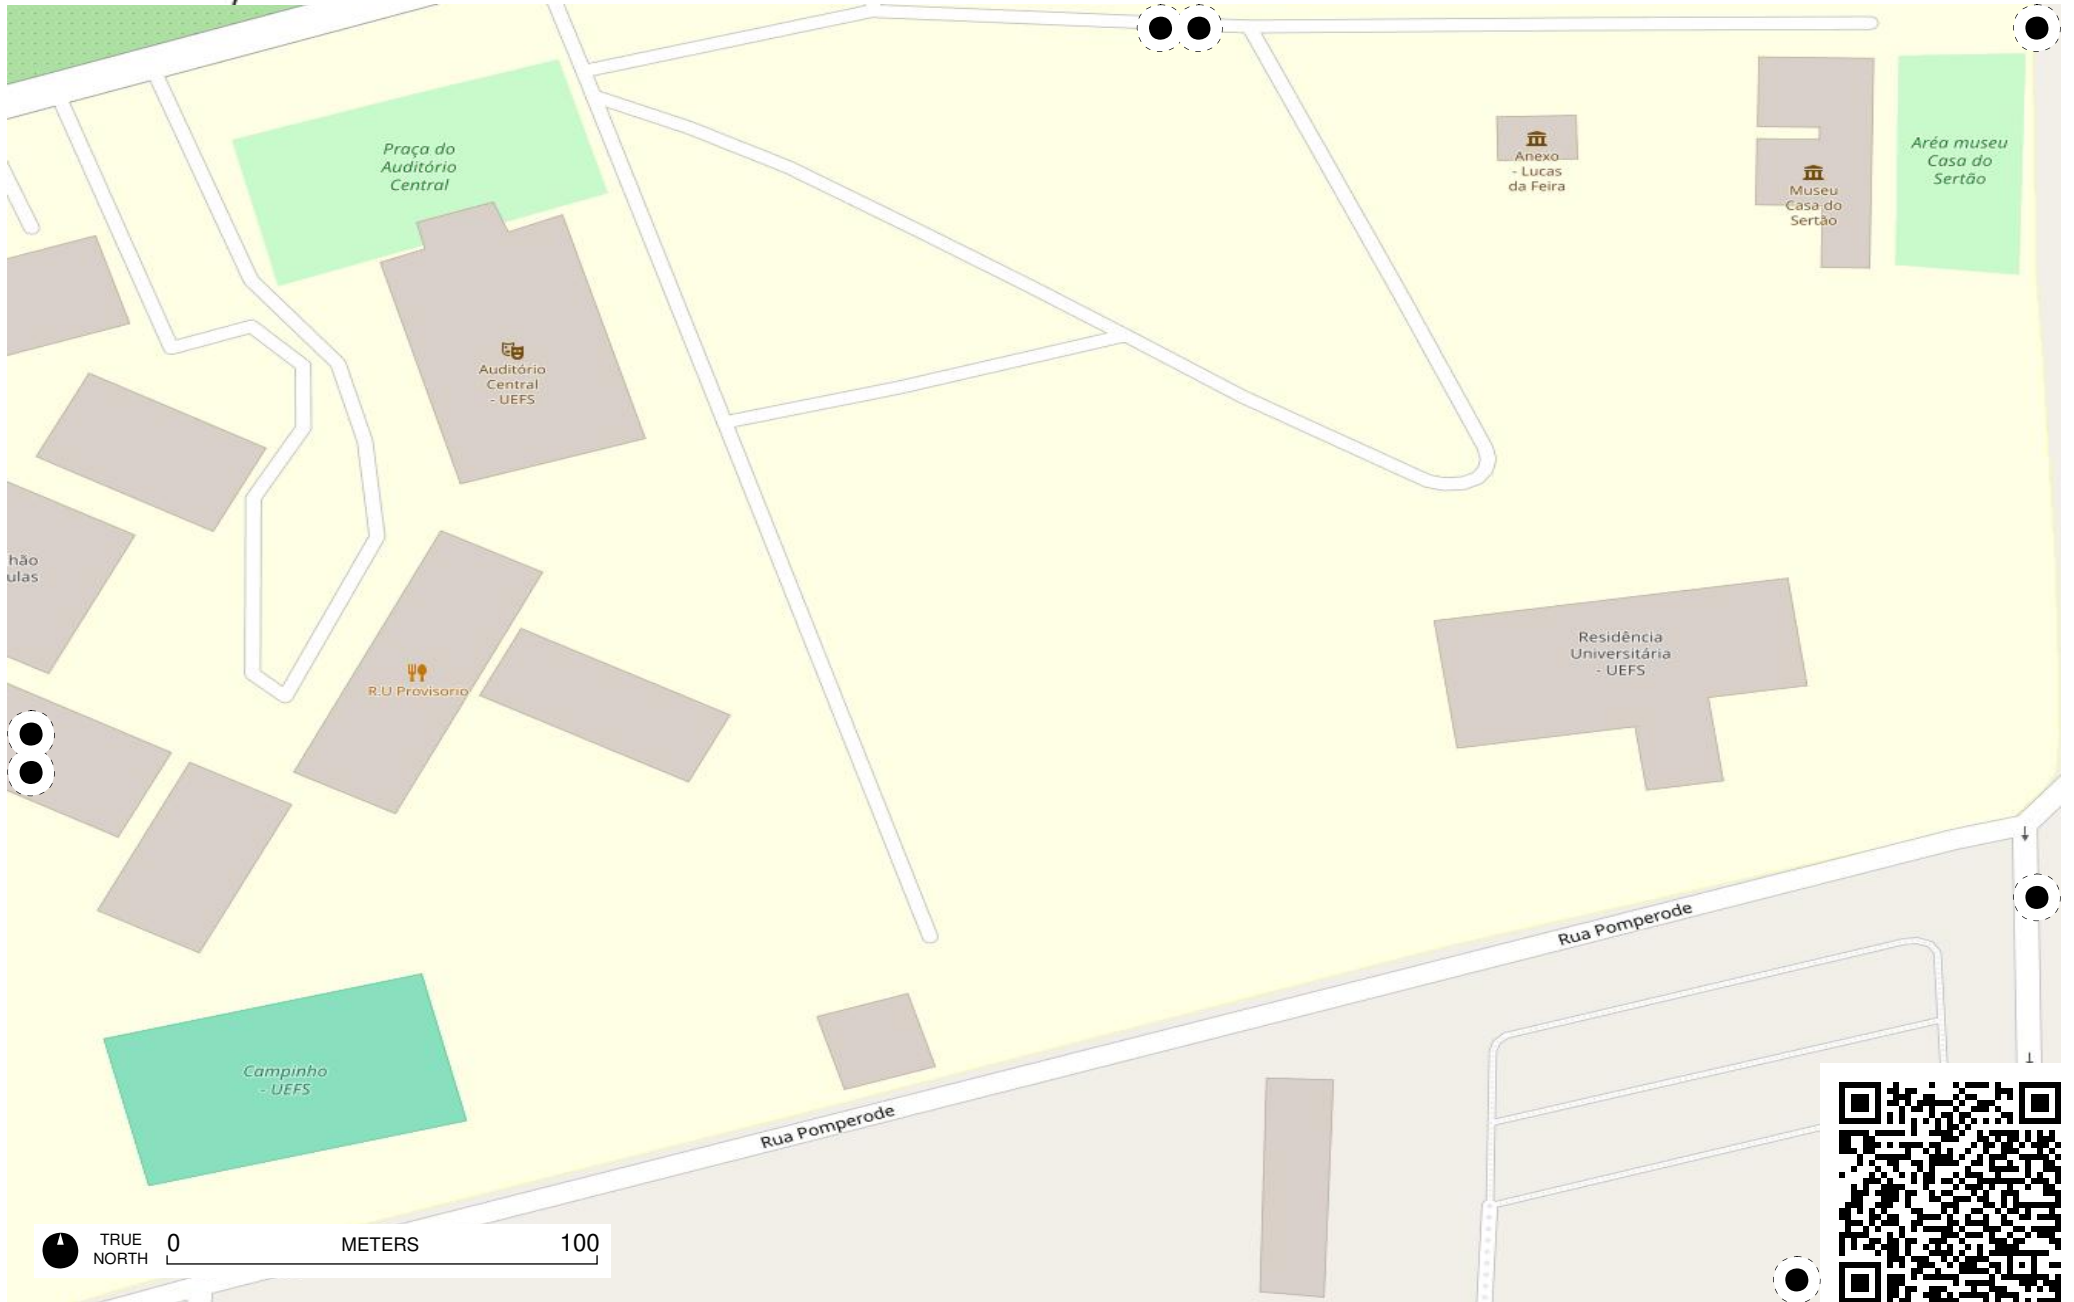 Praça do
Auditório
Central
Anexo
- Lucas
da Feira
Museu
Casa do
Sertão
Aréa museu
Casa do
Sertão
Auditório
Central
- UEFS
hão
ulas
R.U Provisorio
Residência
Universitária
- UEFS
Rua Pomperode
Campinho
- UEFS
Rua Pomperode
TRUE
NORTH
0 METERS 100